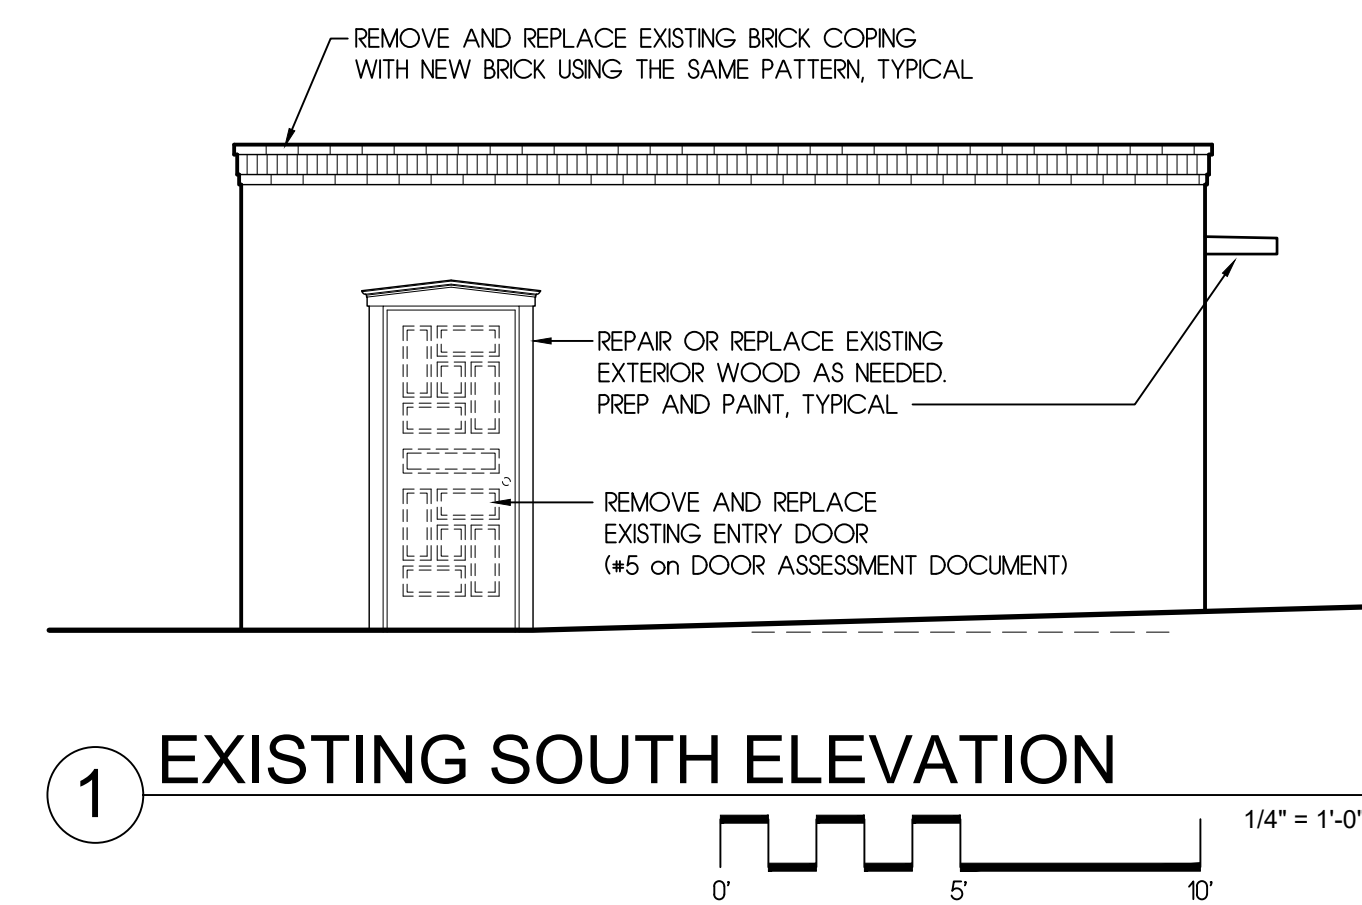 REMOVE AND REPLACE EXISTING BRICK COPING
WITH NEW BRICK USING THE SAME PATTERN, TYPICAL
REPAIR OR REPLACE EXISTING
EXTERIOR WOOD AS NEEDED.
PREP AND PAINT, TYPICAL
REMOVE AND REPLACE
EXISTING ENTRY DOOR
(#5 on DOOR ASSESSMENT DOCUMENT)
1 EXISTING SOUTH ELEVATION
1/4" = 1'-0"
0' 5' 10'